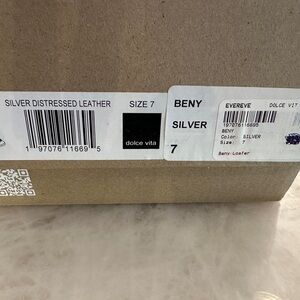 SILVER DISTRESSED LEATHER
SIZE 7
1 97076 11669 5
dolce vita
BENY
SILVER
7
EVEREVE DOLCE VIT
197076116695
BENY
Color: SILVER
Size: 7
Beny-Loafer